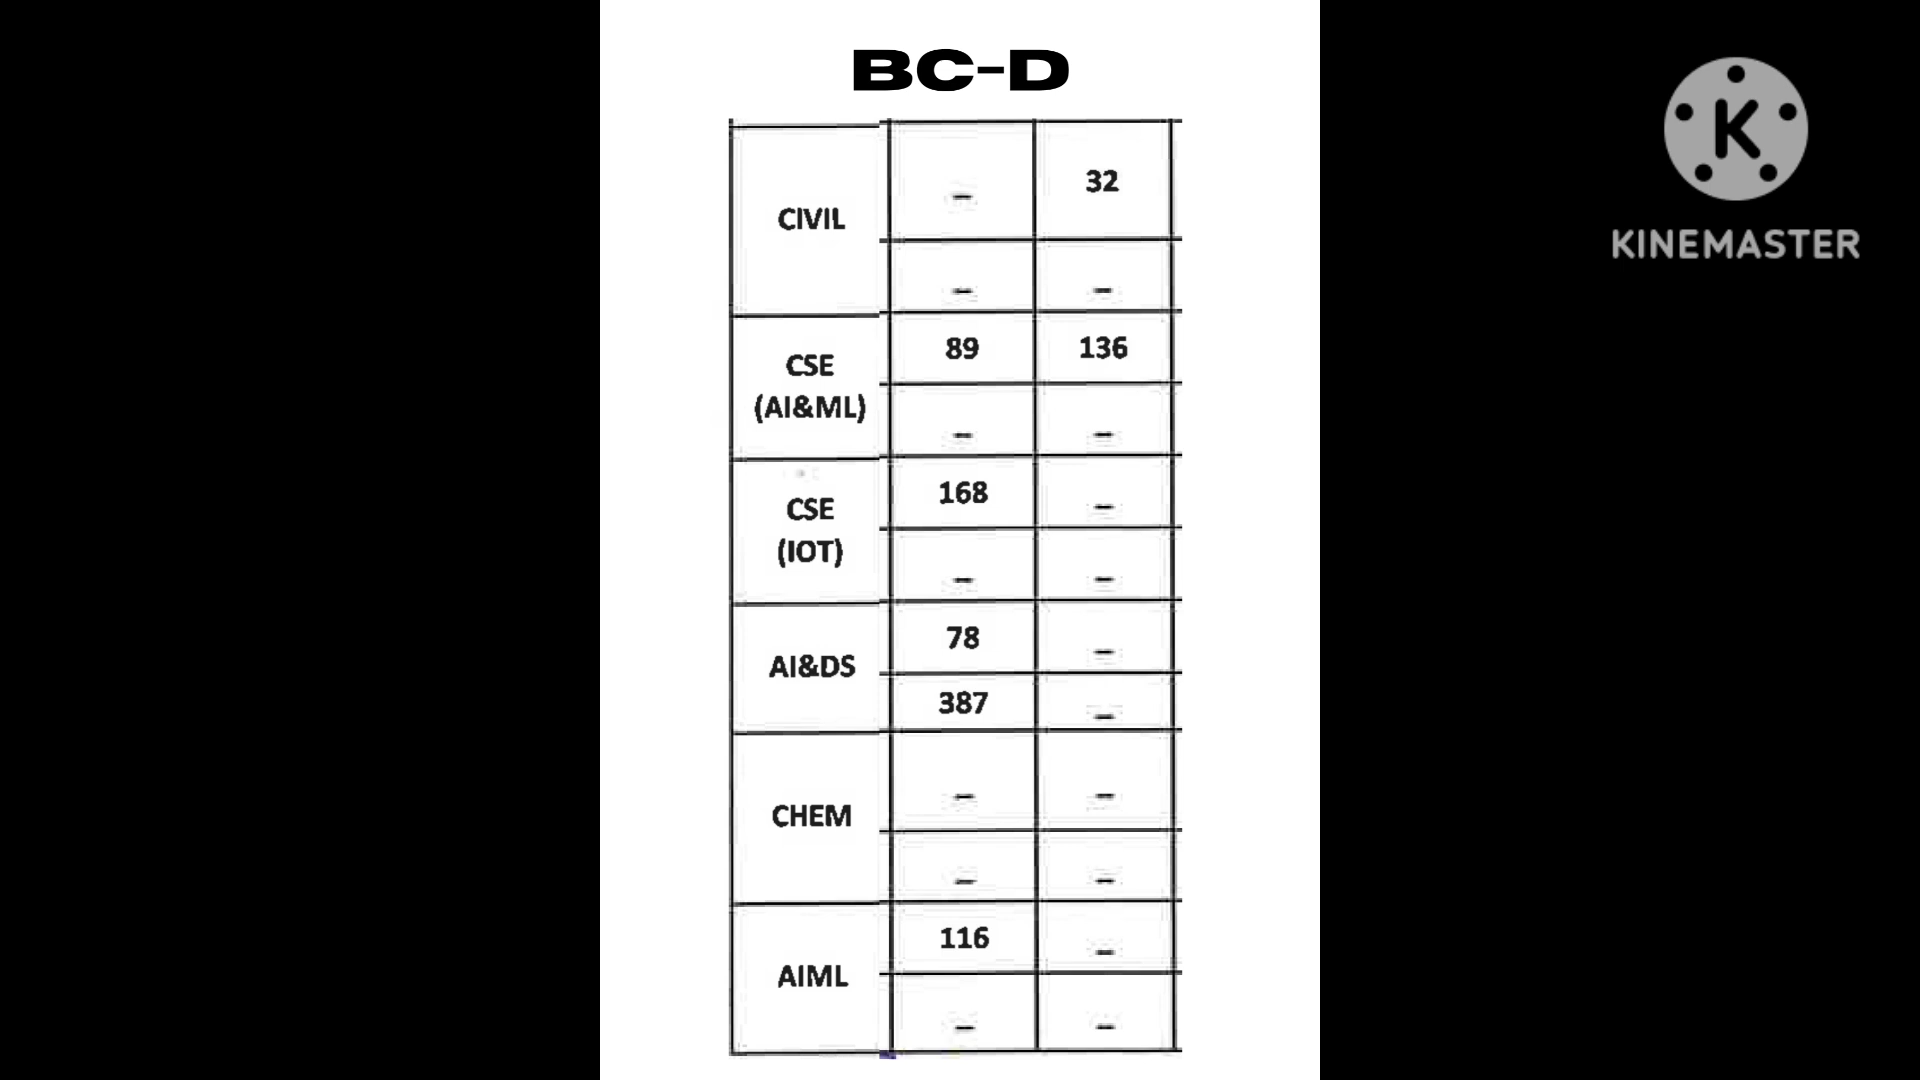 BC-D
CIVIL
- 32
- -
CSE
(AI&ML)
89 136
- -
CSE
(IOT)
168 -
- -
AI&DS
78 -
387 -
CHEM
- -
- -
AIML
116 -
- -
K
KINEMASTER